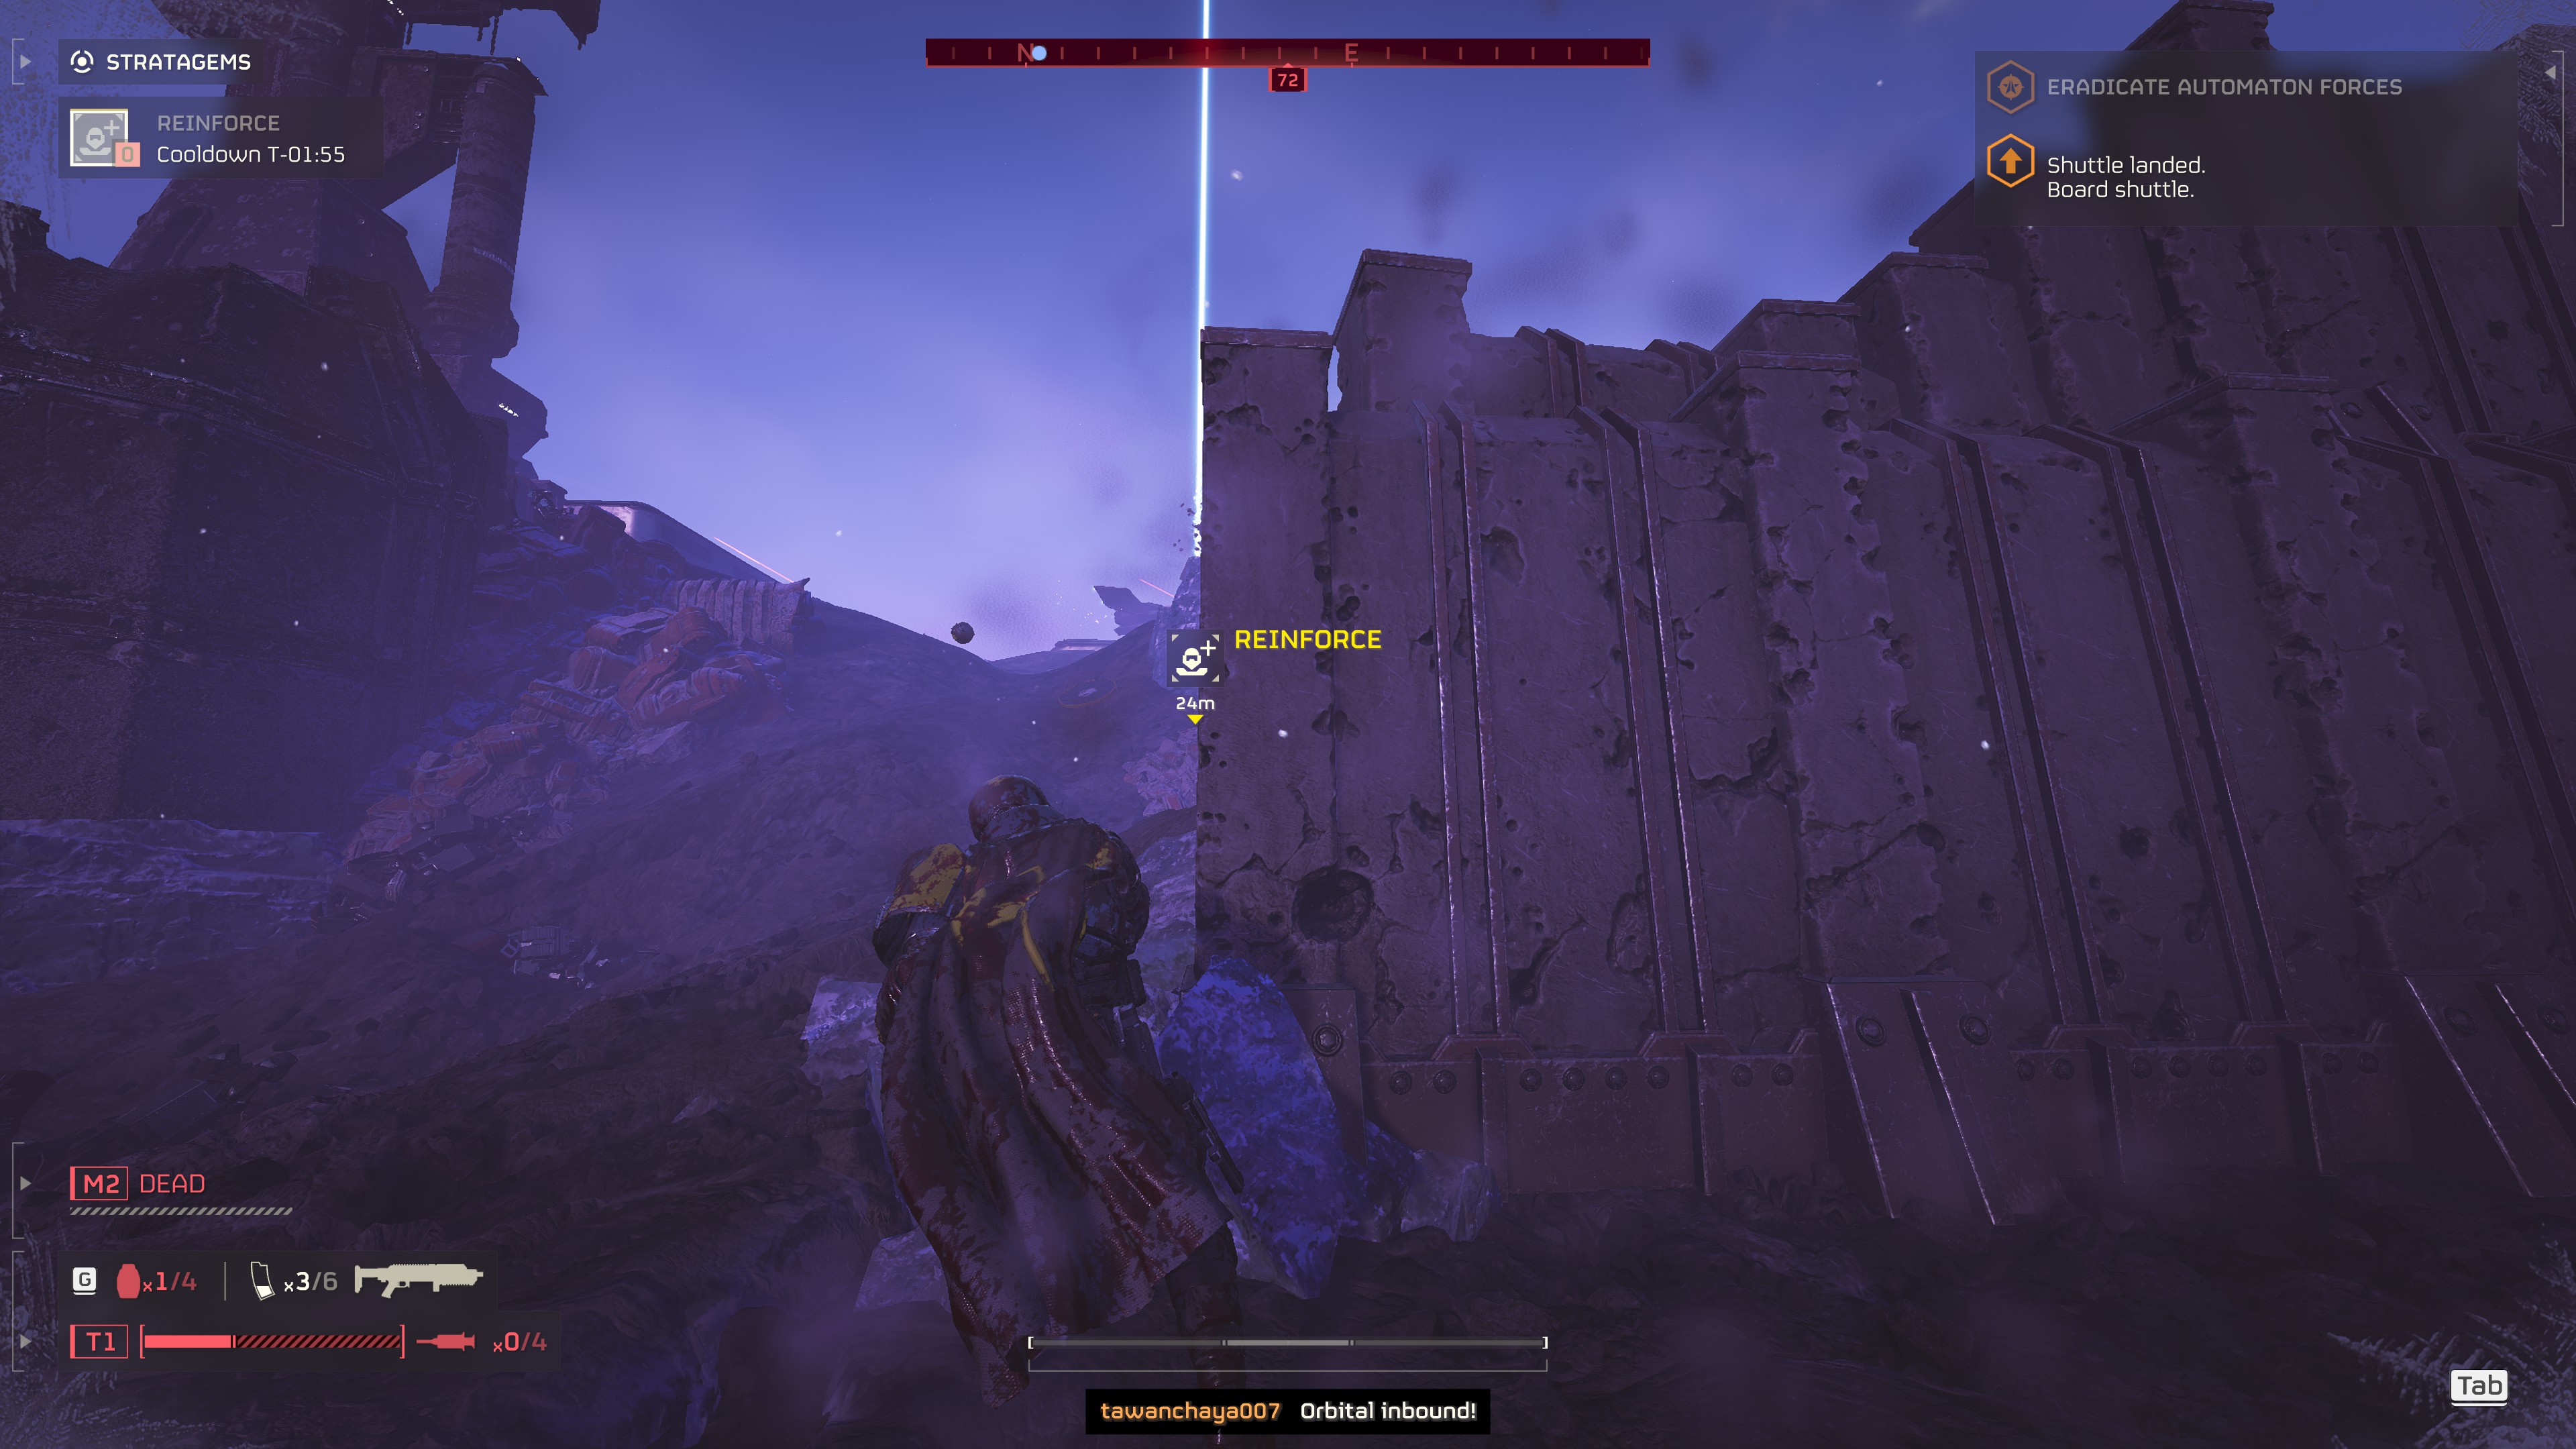 STRATAGEMS
REINFORCE
0
Cooldown T-01:55
N
E
72
ERADICATE AUTOMATON FORCES
Shuttle landed.
Board shuttle.
REINFORCE
24m
M2 DEAD
G x1/4 x3/6
T1 x0/4
tawanchaya007 Orbital inbound!
Tab